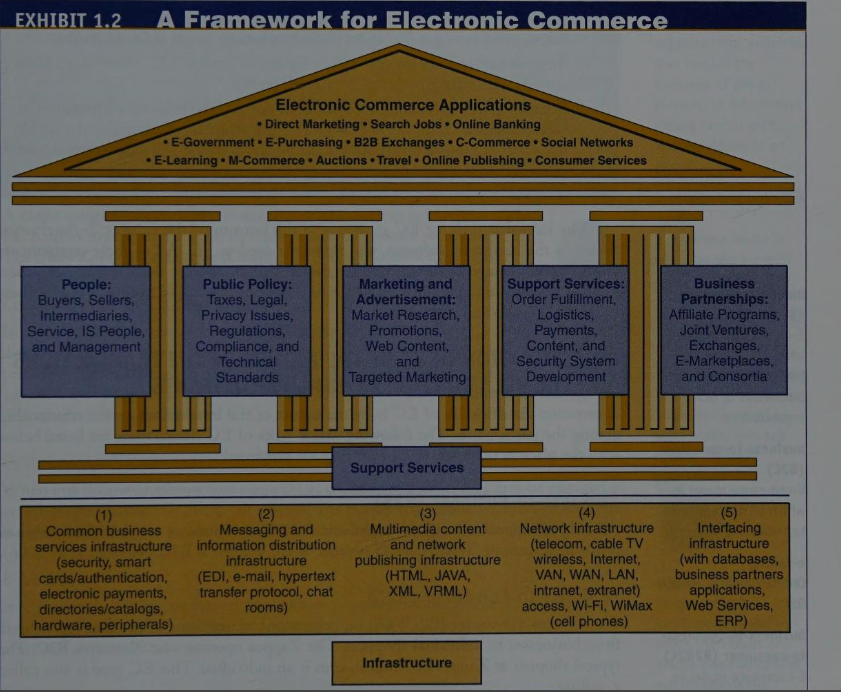 EXHIBIT 1.2 A Framework for Electronic Commerce
Electronic Commerce Applications
• Direct Marketing • Search Jobs • Online Banking
• E-Government • E-Purchasing • B2B Exchanges • C-Commerce • Social Networks
• E-Learning • M-Commerce • Auctions • Travel • Online Publishing • Consumer Services
People:
Buyers, Sellers,
Intermediaries,
Service, IS People,
and Management
Public Policy:
Taxes, Legal,
Privacy Issues,
Regulations,
Compliance, and
Technical
Standards
Marketing and
Advertisement:
Market Research,
Promotions,
Web Content,
and
Targeted Marketing
Support Services:
Order Fulfillment,
Logistics,
Payments,
Content, and
Security System
Development
Business
Partnerships:
Affiliate Programs,
Joint Ventures,
Exchanges,
E-Marketplaces,
and Consortia
Support Services
(1)
Common business
services infrastructure
(security, smart
cards/authentication,
electronic payments,
directories/catalogs,
hardware, peripherals)
(2)
Messaging and
information distribution
infrastructure
(EDI, e-mail, hypertext
transfer protocol, chat
rooms)
(3)
Multimedia content
and network
publishing infrastructure
(HTML, JAVA,
XML, VRML)
(4)
Network infrastructure
(telecom, cable TV
wireless, Internet,
VAN, WAN, LAN,
intranet, extranet)
access, Wi-Fi, WiMax
(cell phones)
(5)
Interfacing
infrastructure
(with databases,
business partners
applications,
Web Services,
ERP)
Infrastructure